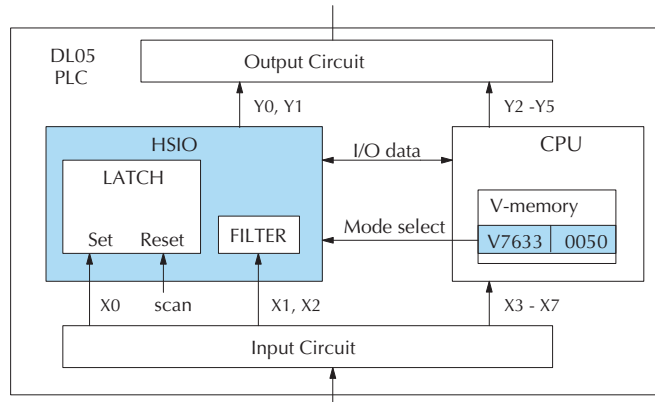 DL05
PLC
Output Circuit
Y0, Y1
Y2 -Y5
HSIO
I/O data
CPU
LATCH
V-memory
Set
Reset
FILTER
Mode select
V7633
0050
X0
scan
X1, X2
X3 - X7
Input Circuit